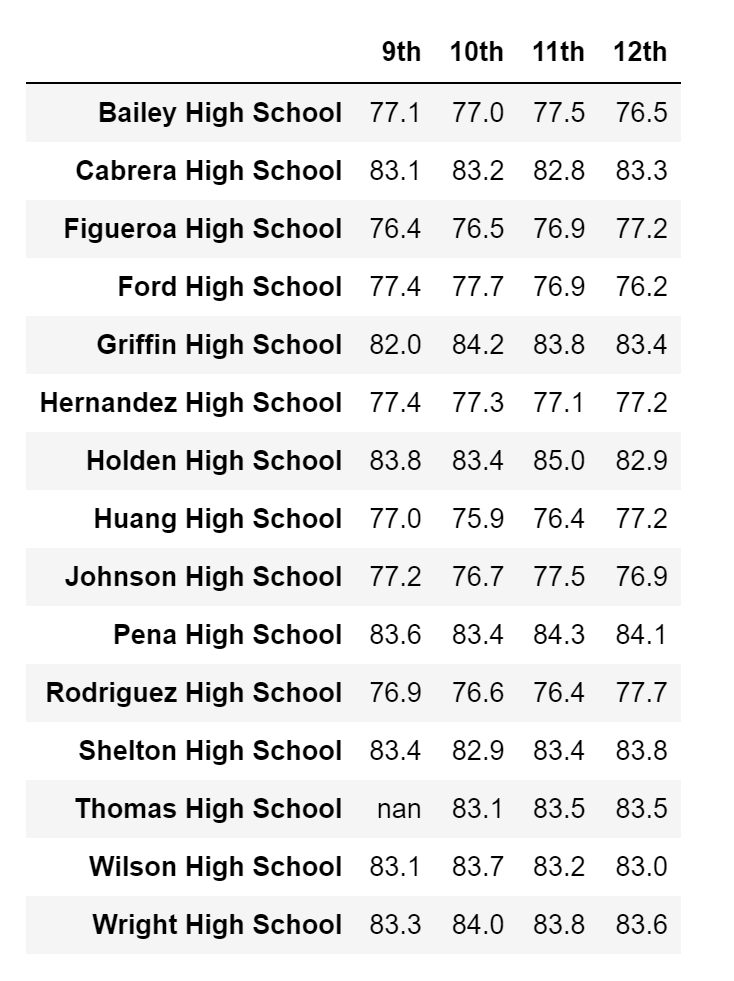 9th 10th 11th 12th
Bailey High School 77.1 77.0 77.5 76.5
Cabrera High School 83.1 83.2 82.8 83.3
Figueroa High School 76.4 76.5 76.9 77.2
Ford High School 77.4 77.7 76.9 76.2
Griffin High School 82.0 84.2 83.8 83.4
Hernandez High School 77.4 77.3 77.1 77.2
Holden High School 83.8 83.4 85.0 82.9
Huang High School 77.0 75.9 76.4 77.2
Johnson High School 77.2 76.7 77.5 76.9
Pena High School 83.6 83.4 84.3 84.1
Rodriguez High School 76.9 76.6 76.4 77.7
Shelton High School 83.4 82.9 83.4 83.8
Thomas High School nan 83.1 83.5 83.5
Wilson High School 83.1 83.7 83.2 83.0
Wright High School 83.3 84.0 83.8 83.6